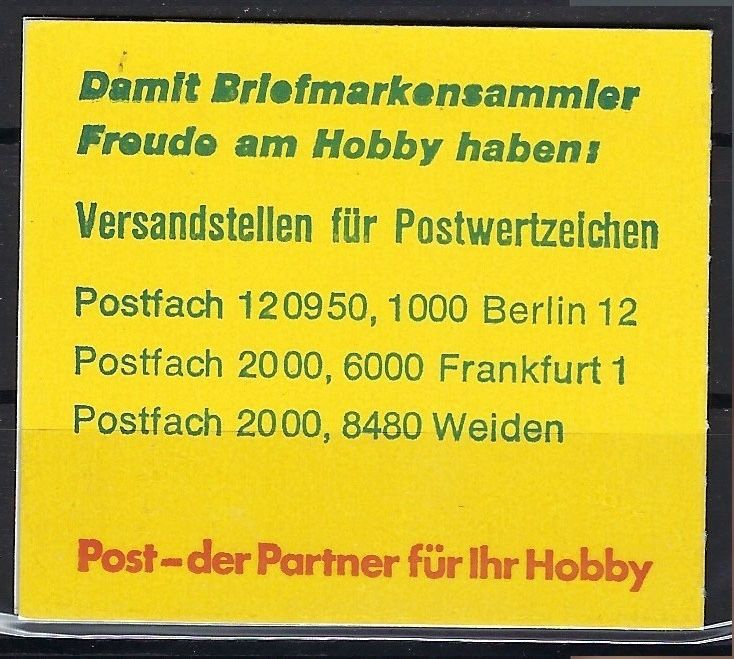 Damit Briefmarkensammler
Freude am Hobby haben:
Versandstellen für Postwertzeichen
Postfach 120950, 1000 Berlin 12
Postfach 2000, 6000 Frankfurt 1
Postfach 2000, 8480 Weiden
Post – der Partner für Ihr Hobby